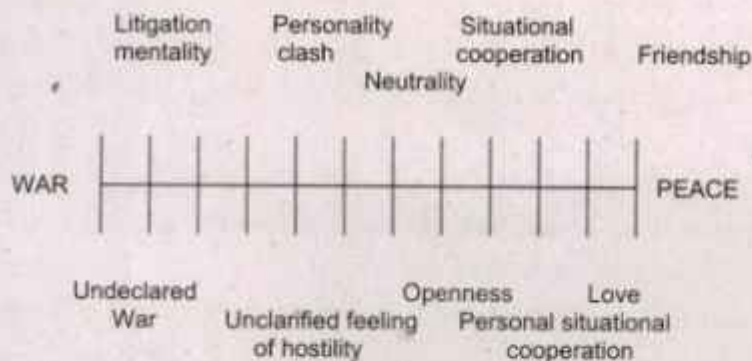 Litigation
mentality
Personality
clash
Situational
cooperation
Friendship
Neutrality
WAR
PEACE
Undeclared
War
Unclarified feeling
of hostility
Openness
Love
Personal situational
cooperation